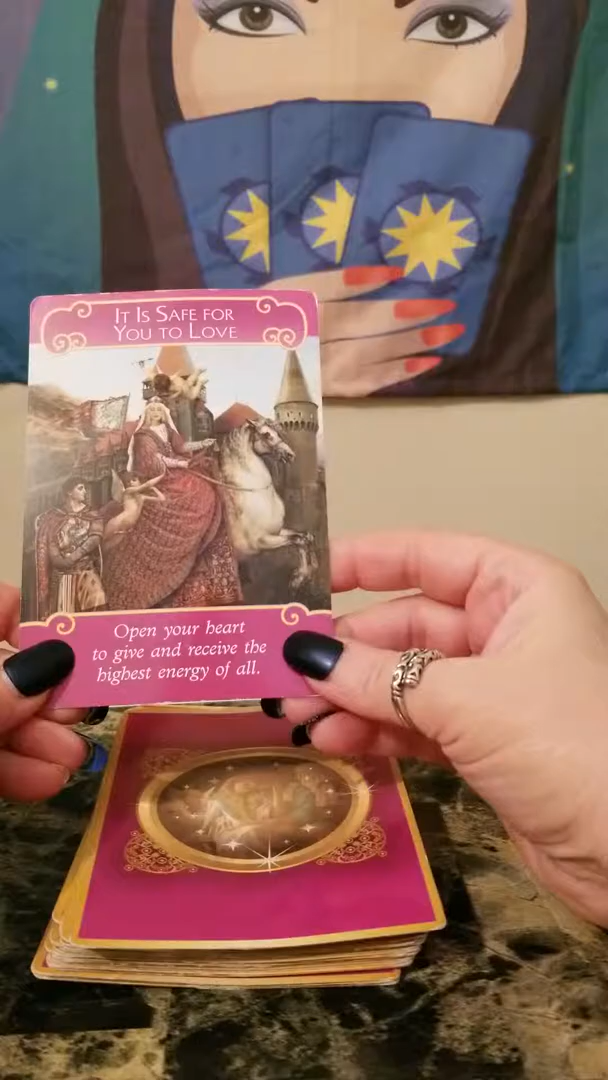 It Is Safe for
You to Love
Open your heart
to give and receive the
highest energy of all.